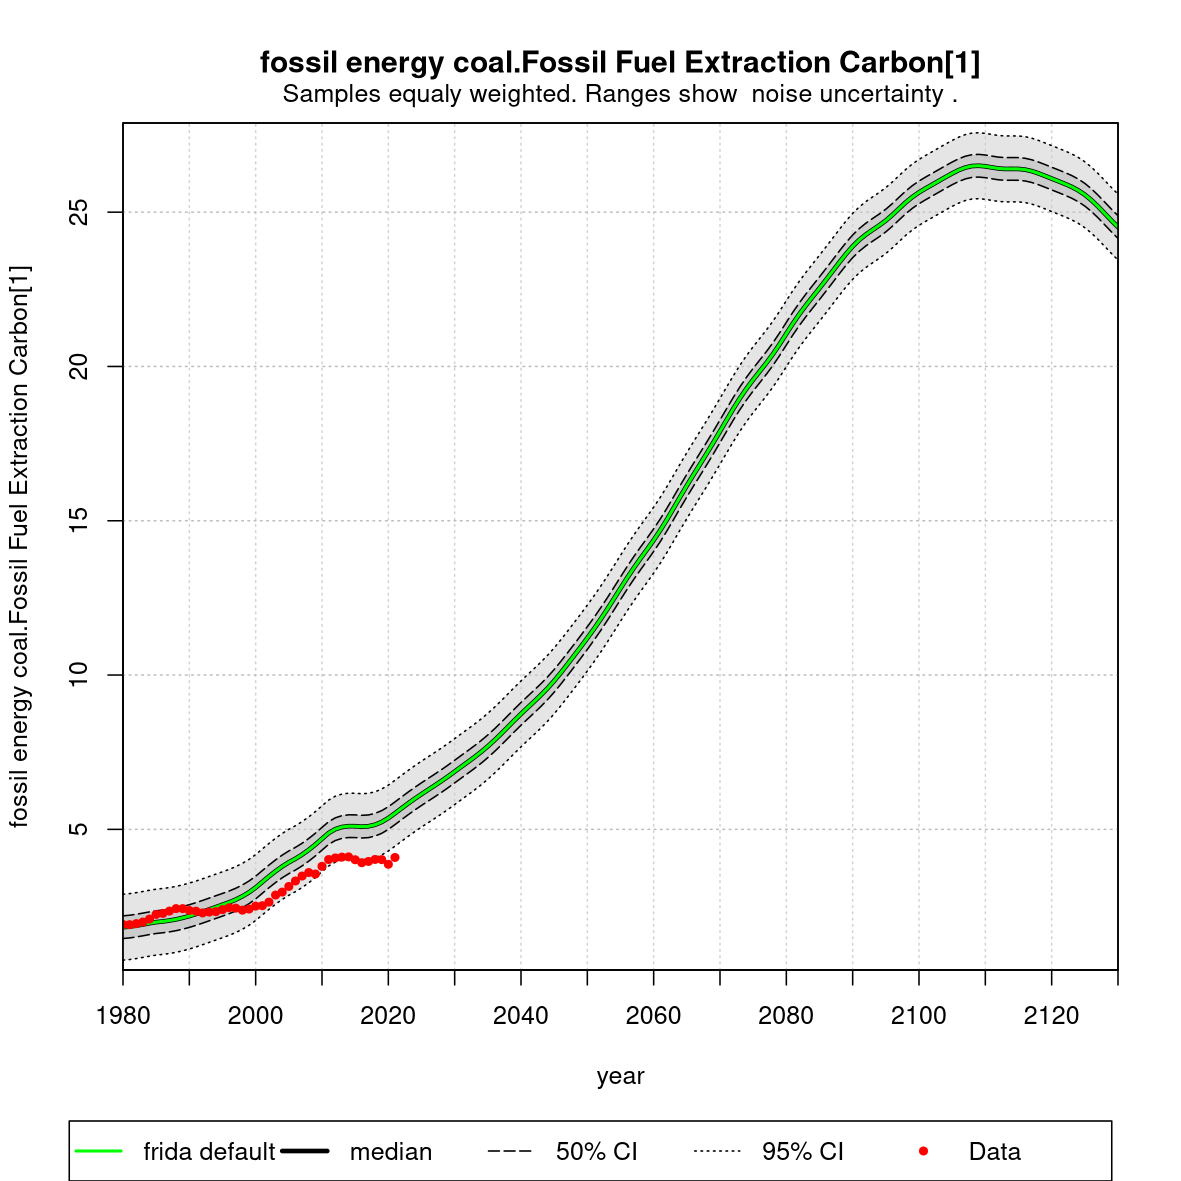 fossil energy coal.Fossil Fuel Extraction Carbon[1]
Samples equaly weighted. Ranges show  noise uncertainty .
fossil energy coal.Fossil Fuel Extraction Carbon[1]
25
20
15
10
5
1980 2000 2020 2040 2060 2080 2100 2120
year
frida default median 50% CI 95% CI Data